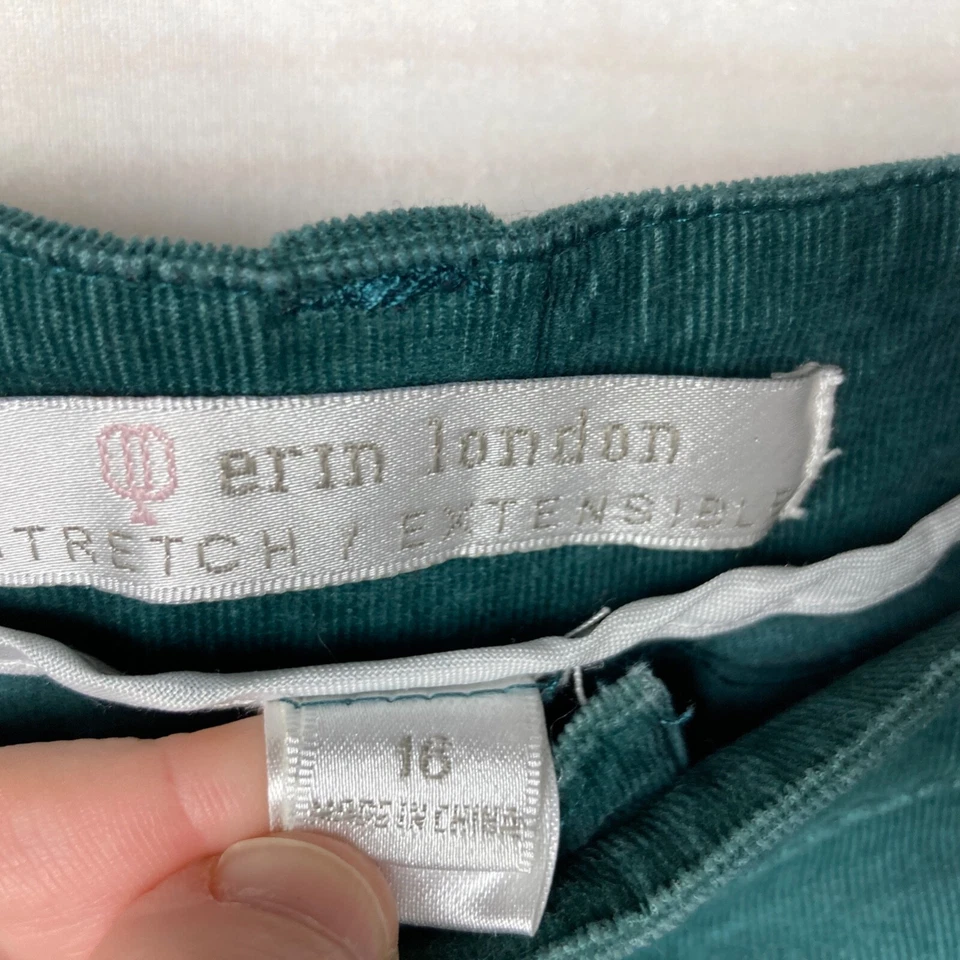 erin london
STRETCH / EXTENSIBLE
16
MADE IN CHINA